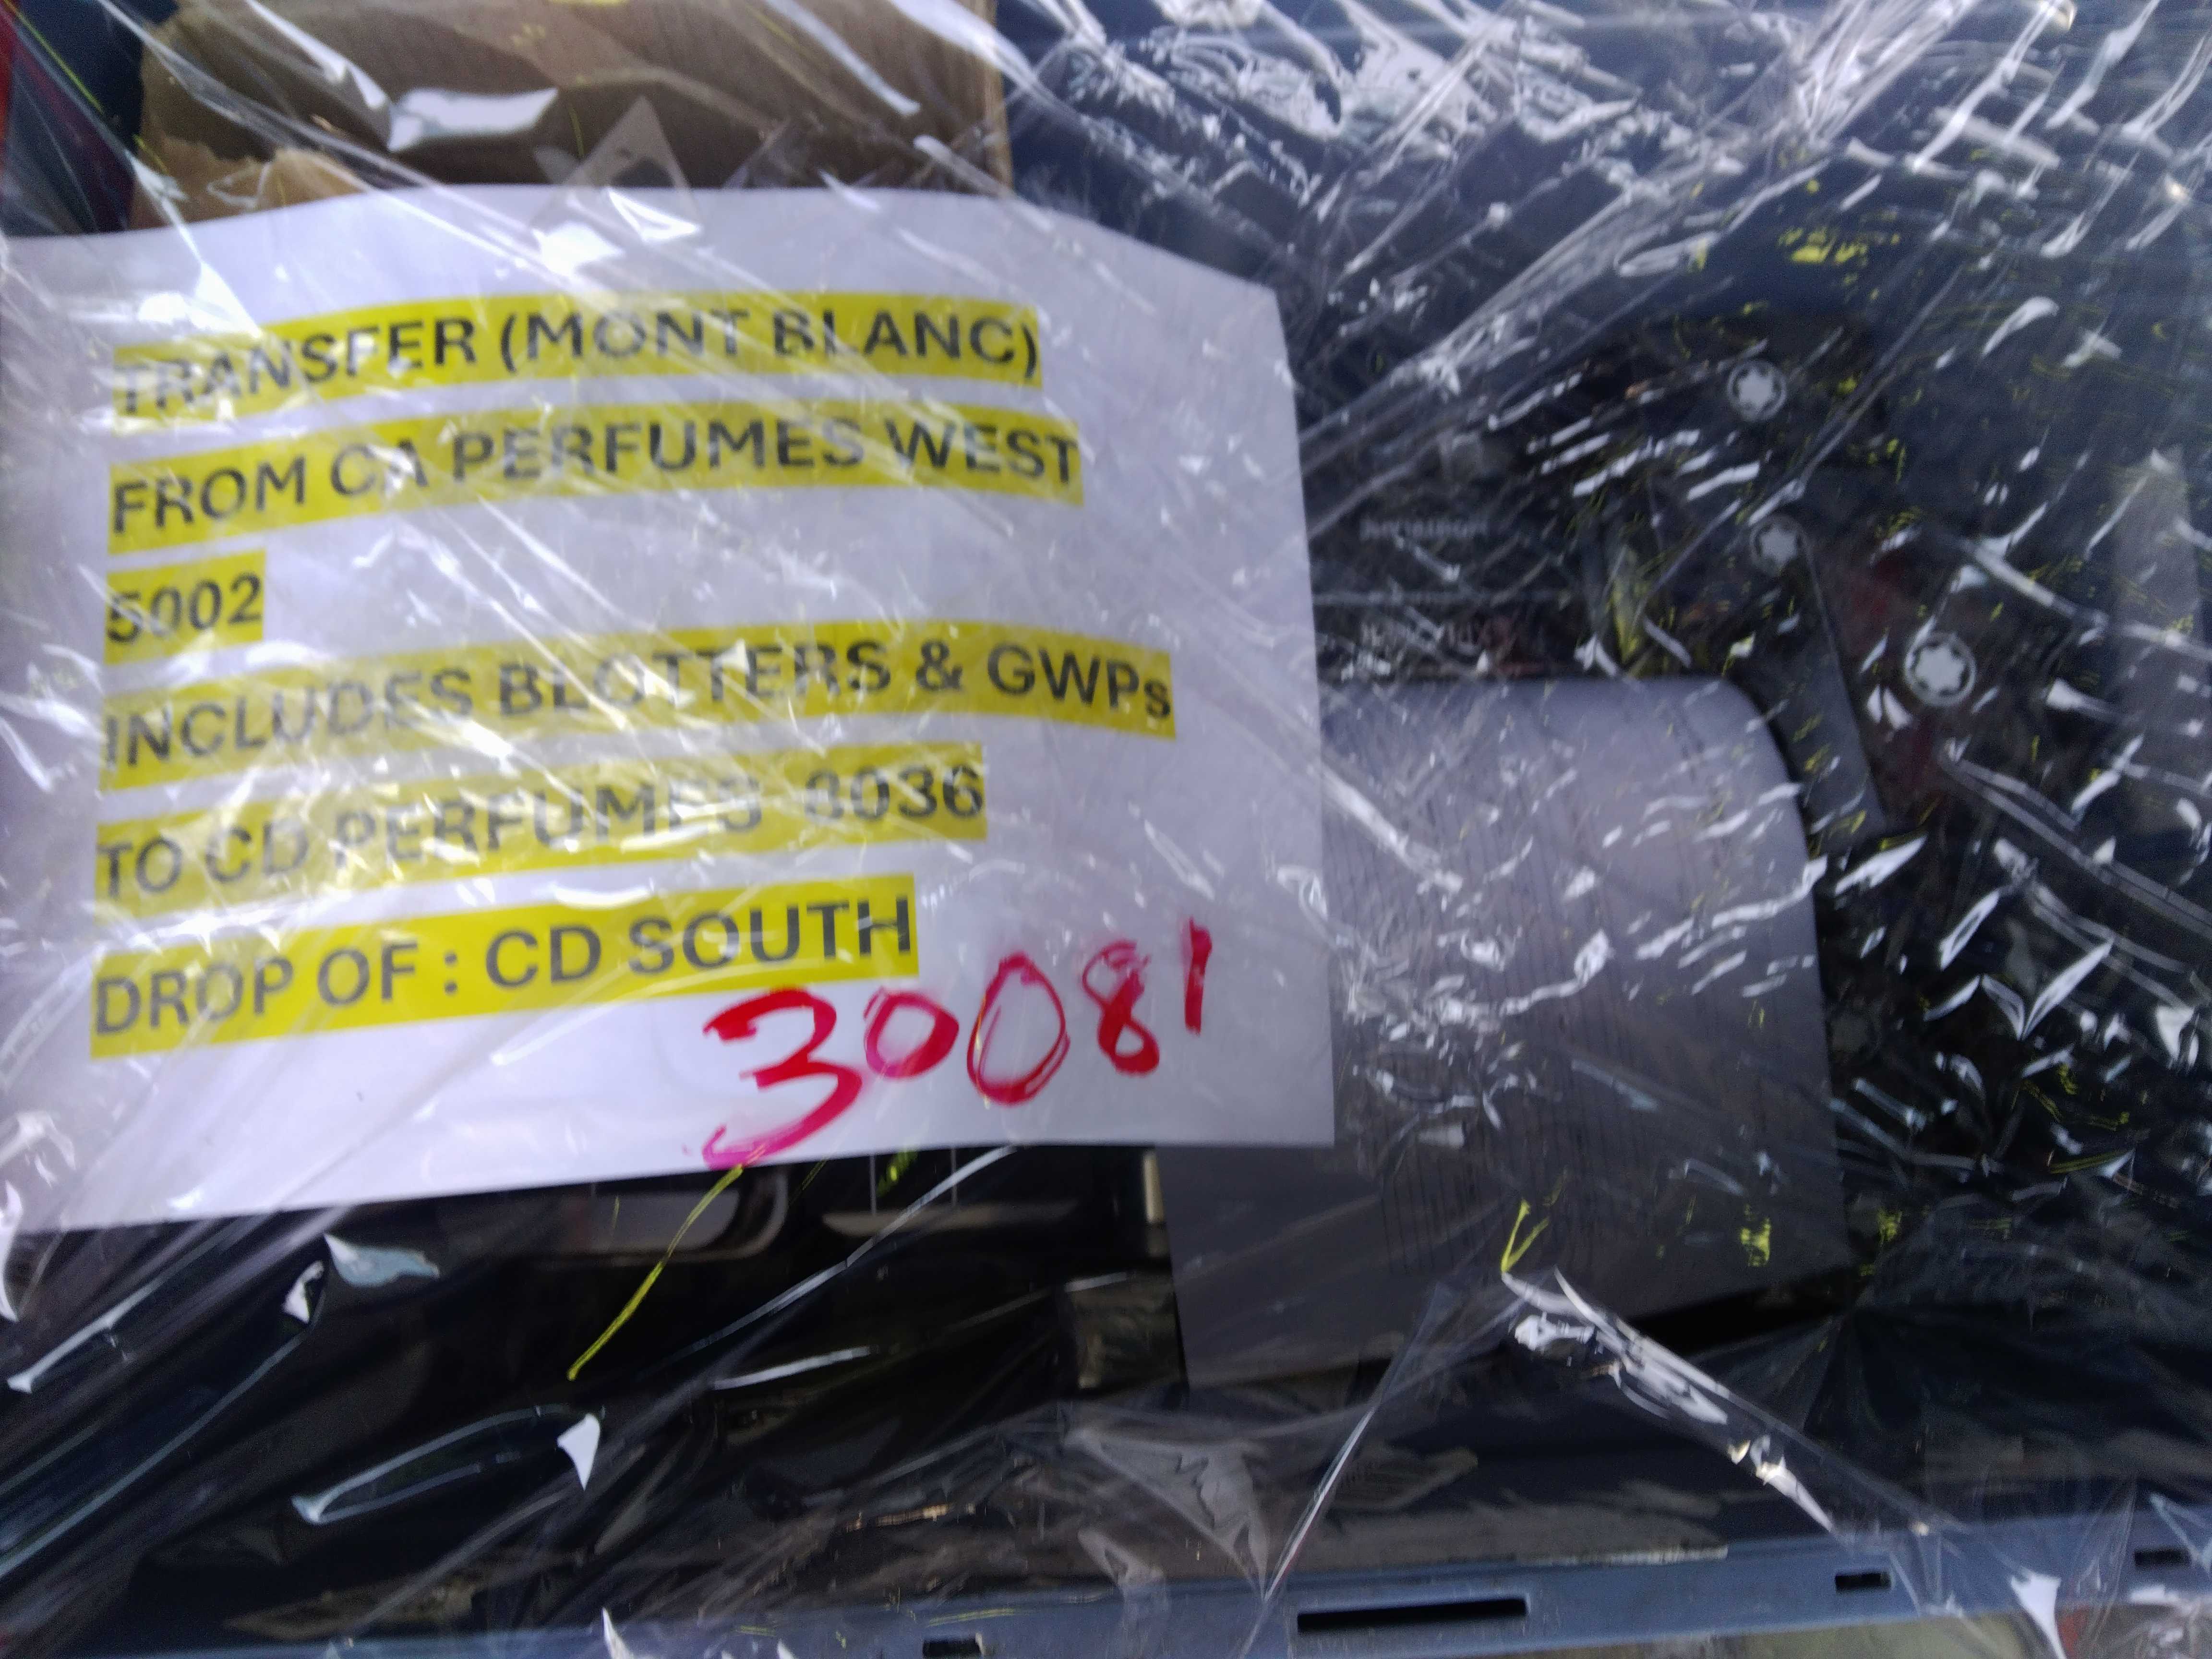 TRANSFER (MONT BLANC)
FROM CA PERFUMES WEST
5002
INCLUDES BLOTTERS & GWPs
TO CD PERFUMES
DROP OF : CD SOUTH
30081